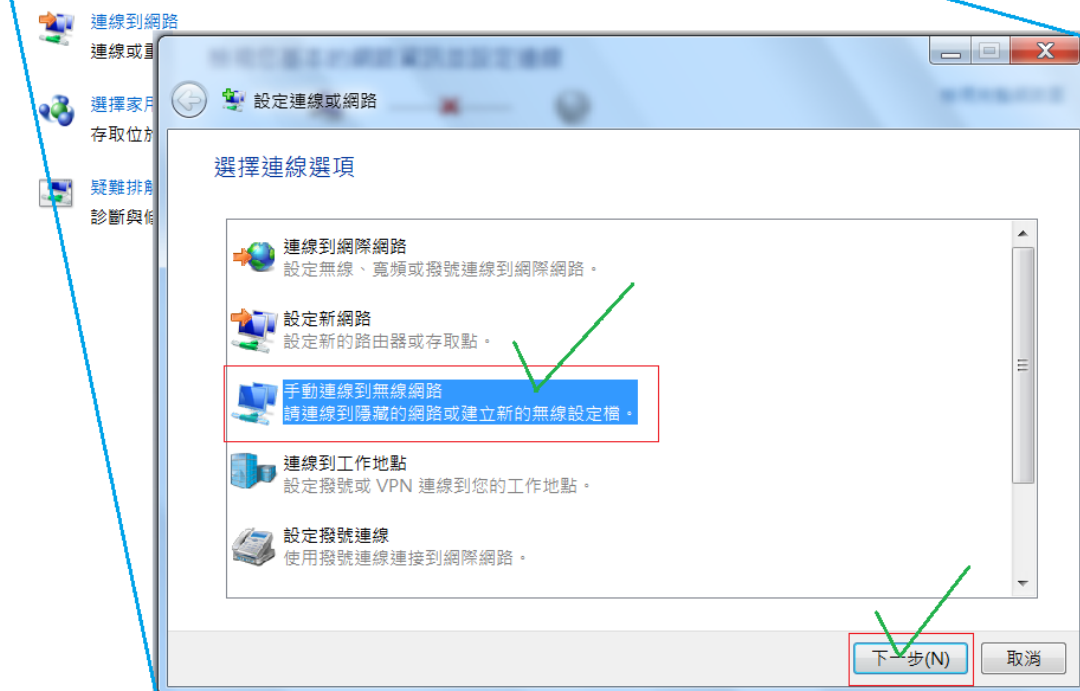 連線到網路
連線或
選擇家
存取位
疑難排
診斷與
設定連線或網路
選擇連線選項
連線到網際網路
設定無線、寬頻或撥號連線到網際網路。
設定新網路
設定新的路由器或存取點。
手動連線到無線網路
請連線到隱藏的網路或建立新的無線設定檔。
連線到工作地點
設定撥號或 VPN 連線到您的工作地點。
設定撥號連線
使用撥號連線連接到網際網路。
下一步(N)
取消